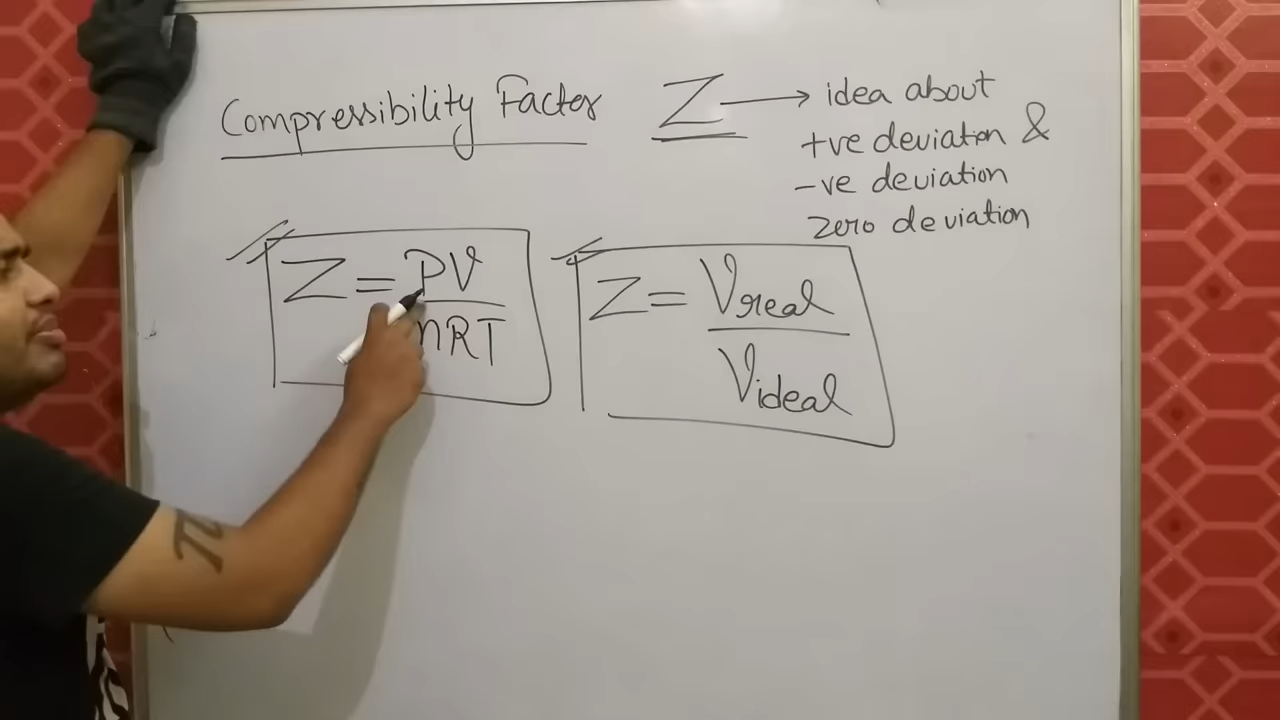 Compressibility Factor Z → idea about
+ve deviation &
-ve deviation
zero deviation
Z = PV
nRT
Z = Vreal
Videal
π